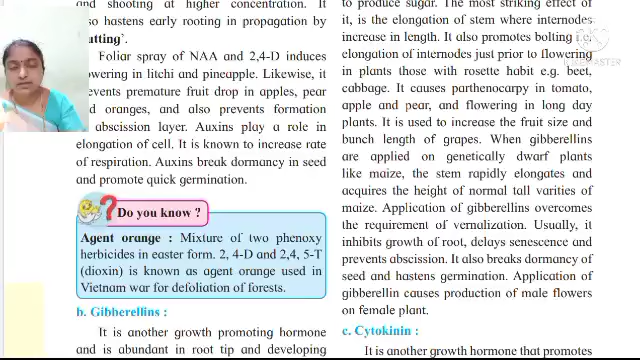 and shooting at higher concentration. It
also hastens early rooting in propagation by
cutting'.
Foliar spray of NAA and 2,4-D induces
flowering in litchi and pineapple. Likewise, it
prevents premature fruit drop in apples, pear
and oranges, and also prevents formation
of abscission layer. Auxins play a role in
elongation of cell. It is known to increase rate
of respiration. Auxins break dormancy in seed
and promote quick germination.
Do you know ?
Agent orange : Mixture of two phenoxy
herbicides in easter form. 2, 4-D and 2,4, 5-T
(dioxin) is known as agent orange used in
Vietnam war for defoliation of forests.
b. Gibberellins :
It is another growth promoting hormone
and is abundant in root tip and developing
to produce sugar. The most striking effect of
it, is the elongation of stem where internodes
increase in length. It also promotes bolting i.e.
elongation of internodes just prior to flowering
in plants those with rosette habit e.g. beet,
cabbage. It causes parthenocarpy in tomato,
apple and pear, and flowering in long day
plants. It is used to increase the fruit size and
bunch length of grapes. When gibberellins
are applied on genetically dwarf plants
like maize, the stem rapidly elongates and
acquires the height of normal tall varities of
maize. Application of gibberellins overcomes
the requirement of vernalization. Usually, it
inhibits growth of root, delays senescence and
prevents abscission. It also breaks dormancy of
seed and hastens germination. Application of
gibberellin causes production of male flowers
on female plant.
c. Cytokinin :
It is another growth hormone that promotes